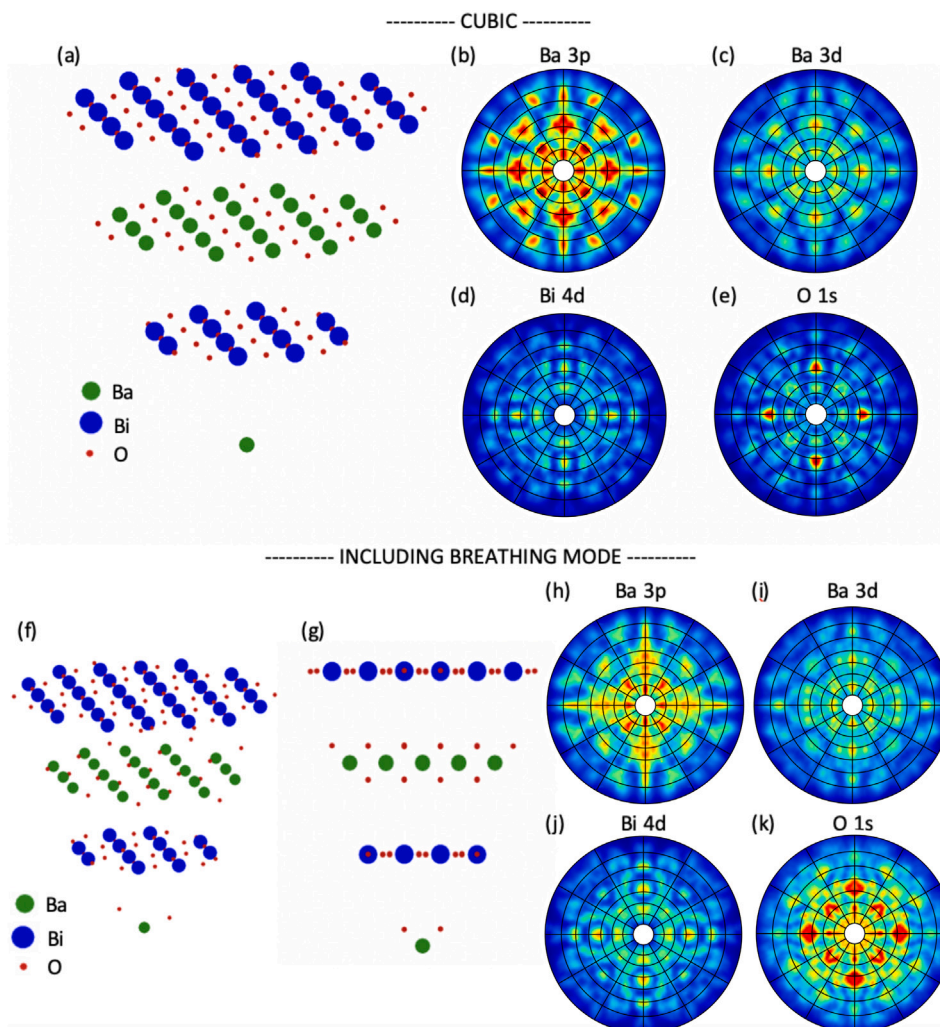 ---------- CUBIC ----------
(a)
(b)
Ba 3p
(c)
Ba 3d
(d)
Bi 4d
(e)
O 1s
Ba
Bi
O
---------- INCLUDING BREATHING MODE ----------
(f)
(g)
(h)
Ba 3p
(i)
Ba 3d
(j)
Bi 4d
(k)
O 1s
Ba
Bi
O